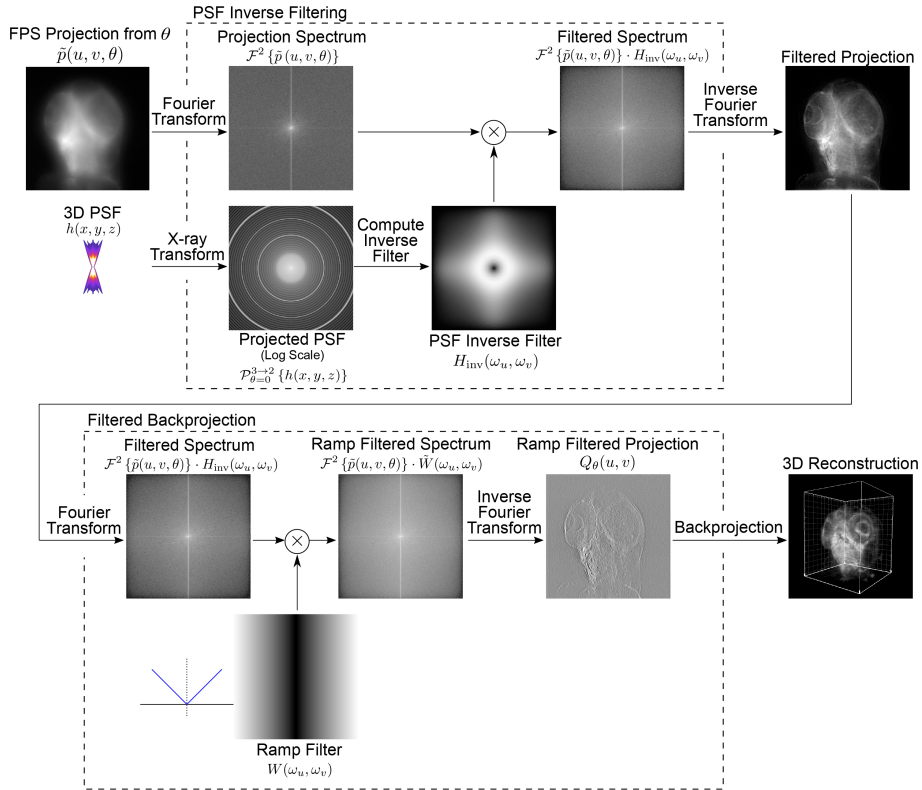 PSF Inverse Filtering
FPS Projection from θ
p̃(u, v, θ)
Projection Spectrum
ℱ² {p̃ (u, v, θ)}
Filtered Spectrum
ℱ² {p̃(u, v, θ)} · H_inv(ω_u, ω_v)
Filtered Projection
Fourier
Transform
×
Inverse
Fourier
Transform
3D PSF
h(x, y, z)
X-ray
Transform
Compute
Inverse
Filter
Projected PSF
(Log Scale)
𝒫_{θ=0}^{3→2} {h(x, y, z)}
PSF Inverse Filter
H_inv(ω_u, ω_v)
Filtered Backprojection
Filtered Spectrum
ℱ² {p̃(u, v, θ)} · H_inv(ω_u, ω_v)
Ramp Filtered Spectrum
ℱ² {p̃(u, v, θ)} · W̃(ω_u, ω_v)
Ramp Filtered Projection
Q_θ(u, v)
3D Reconstruction
Fourier
Transform
×
Inverse
Fourier
Transform
Backprojection
Ramp Filter
W(ω_u, ω_v)